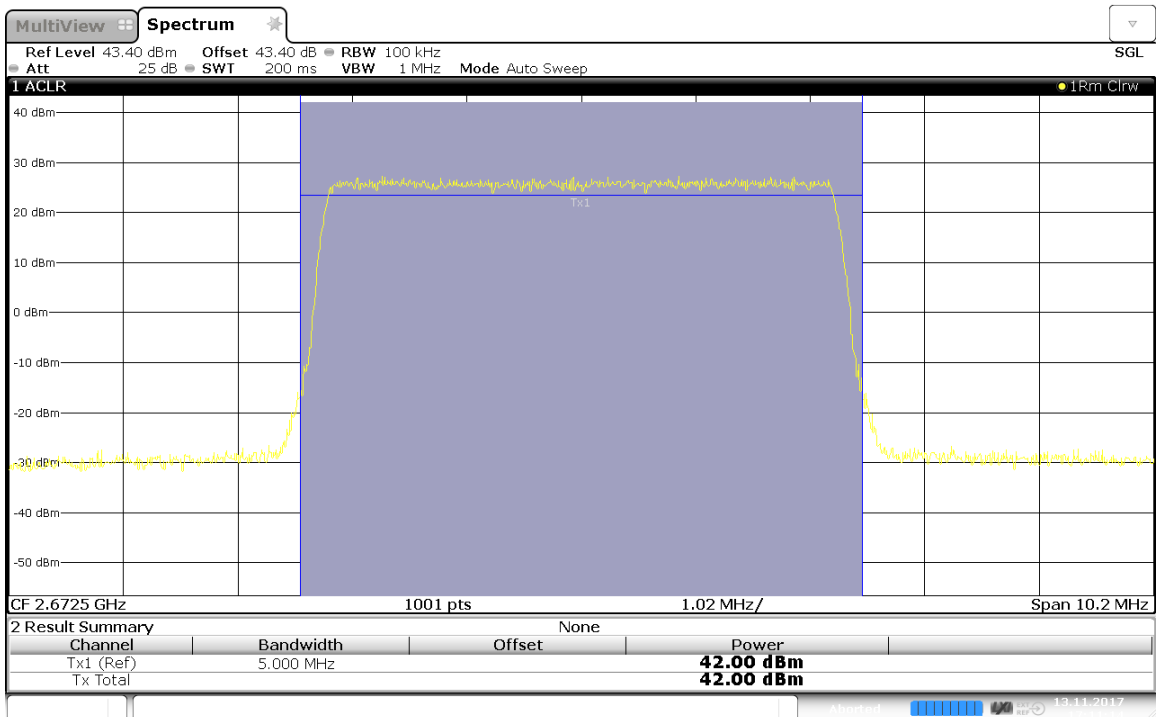 MultiView Spectrum
Ref Level 43.40 dBm Offset 43.40 dB RBW 100 kHz SGL
Att 25 dB SWT 200 ms VBW 1 MHz Mode Auto Sweep
1 ACLR 1Rm Clrw
40 dBm
30 dBm
Tx1
20 dBm
10 dBm
0 dBm
-10 dBm
-20 dBm
-30 dBm
-40 dBm
-50 dBm
CF 2.6725 GHz 1001 pts 1.02 MHz/ Span 10.2 MHz
2 Result Summary None
Channel Bandwidth Offset Power
Tx1 (Ref) 5.000 MHz 42.00 dBm
Tx Total 42.00 dBm
Aborted LXI EXT REF 13.11.2017